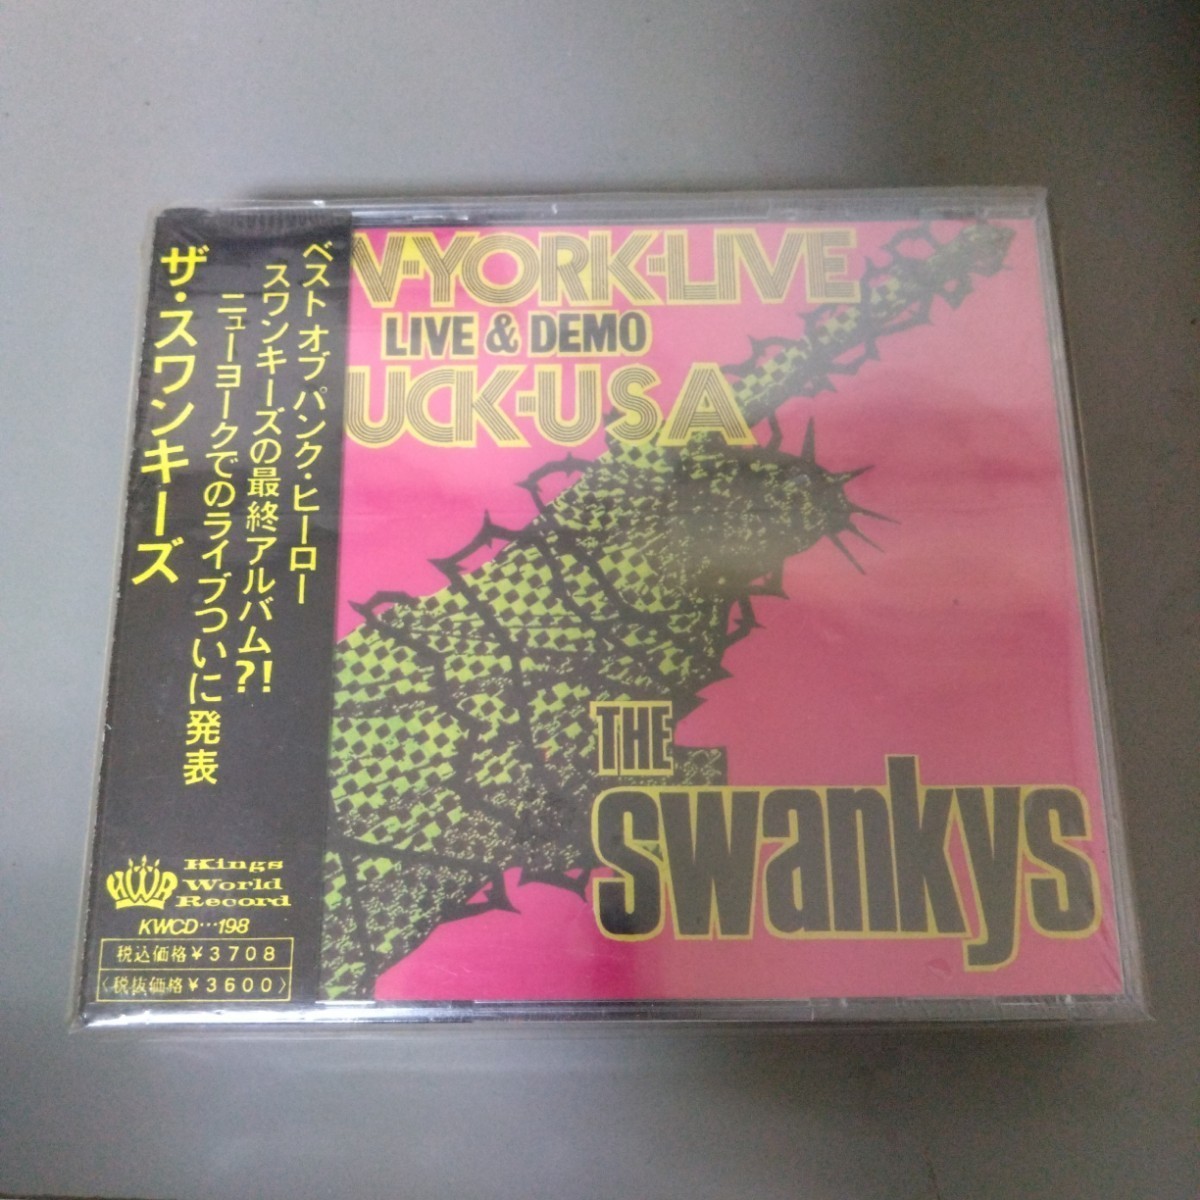 ベスト オブ パンク・ヒーロー
スワンキーズの最終アルバム?!
ニューヨークでのライブついに発表
ザ・スワンキーズ
HWR
Kings
World
Record
KWCD…198
税込価格¥3708
〈税抜価格¥3600〉
W-YORK-LIVE
LIVE & DEMO
UCK-USA
THE
swankys